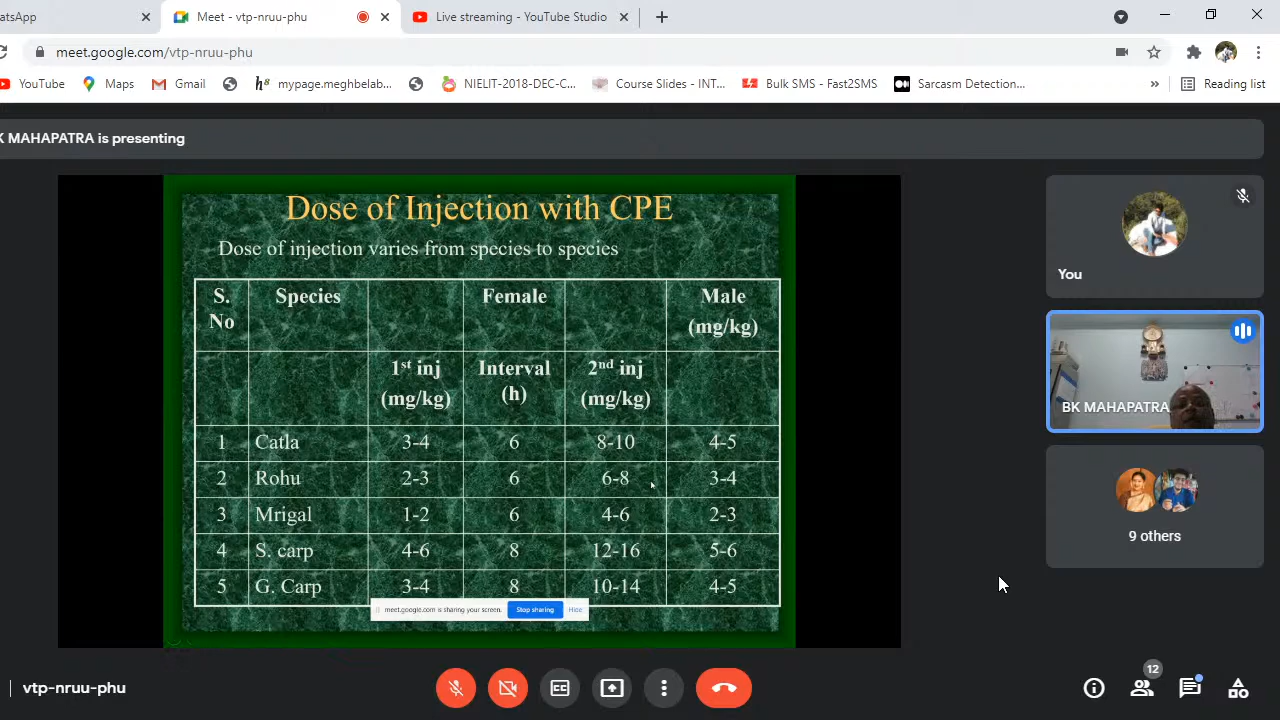 atsApp
Meet - vtp-nruu-phu
Live streaming - YouTube Studio
meet.google.com/vtp-nruu-phu
YouTube
Maps
Gmail
mypage.meghbelab...
NIELIT-2018-DEC-C...
Course Slides - INT...
Bulk SMS - Fast2SMS
Sarcasm Detection...
»
Reading list
K MAHAPATRA is presenting
Dose of Injection with CPE
Dose of injection varies from species to species
S. No Species Female Male (mg/kg)
1st inj (mg/kg) Interval (h) 2nd inj (mg/kg)
1 Catla 3-4 6 8-10 4-5
2 Rohu 2-3 6 6-8 3-4
3 Mrigal 1-2 6 4-6 2-3
4 S. carp 4-6 8 12-16 5-6
5 G. Carp 3-4 8 10-14 4-5
meet.google.com is sharing your screen. Stop sharing Hide
You
BK MAHAPATRA
9 others
vtp-nruu-phu
12